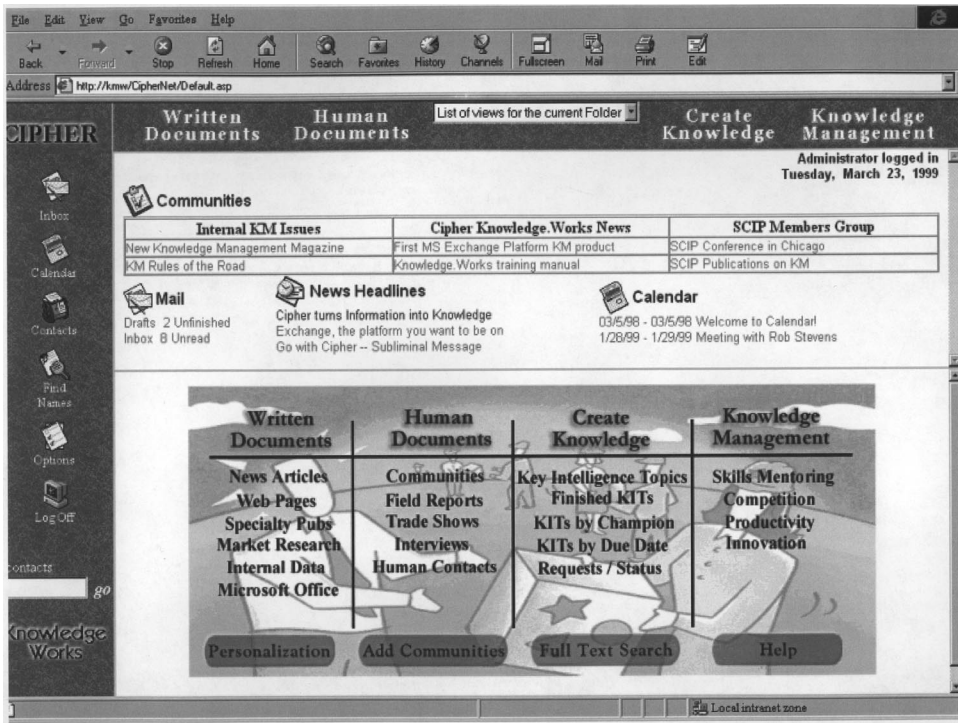 File Edit View Go Favorites Help
Back Forward Stop Refresh Home Search Favorites History Channels Fullscreen Mail Print Edit
Address http://kmw/CipherNet/Default.asp
CIPHER
Written Documents Human Documents List of views for the current Folder Create Knowledge Knowledge Management
Administrator logged in
Tuesday, March 23, 1999
Inbox
Calendar
Contacts
Find
Names
Options
Log Off
contacts
go
Knowledge
Works
Communities
Internal KM Issues Cipher Knowledge.Works News SCIP Members Group
New Knowledge Management Magazine First MS Exchange Platform KM product SCIP Conference in Chicago
KM Rules of the Road Knowledge.Works training manual SCIP Publications on KM
Mail
Drafts 2 Unfinished
Inbox 8 Unread
News Headlines
Cipher turns Information into Knowledge
Exchange, the platform you want to be on
Go with Cipher -- Subliminal Message
Calendar
03/5/98 - 03/5/98 Welcome to Calendar!
1/28/99 - 1/29/99 Meeting with Rob Stevens
Written
Documents
News Articles
Web Pages
Specialty Pubs
Market Research
Internal Data
Microsoft Office
Human
Documents
Communities
Field Reports
Trade Shows
Interviews
Human Contacts
Create
Knowledge
Key Intelligence Topics
Finished KITs
KITs by Champion
KITs by Due Date
Requests / Status
Knowledge
Management
Skills Mentoring
Competition
Productivity
Innovation
Personalization Add Communities Full Text Search Help
Local intranet zone